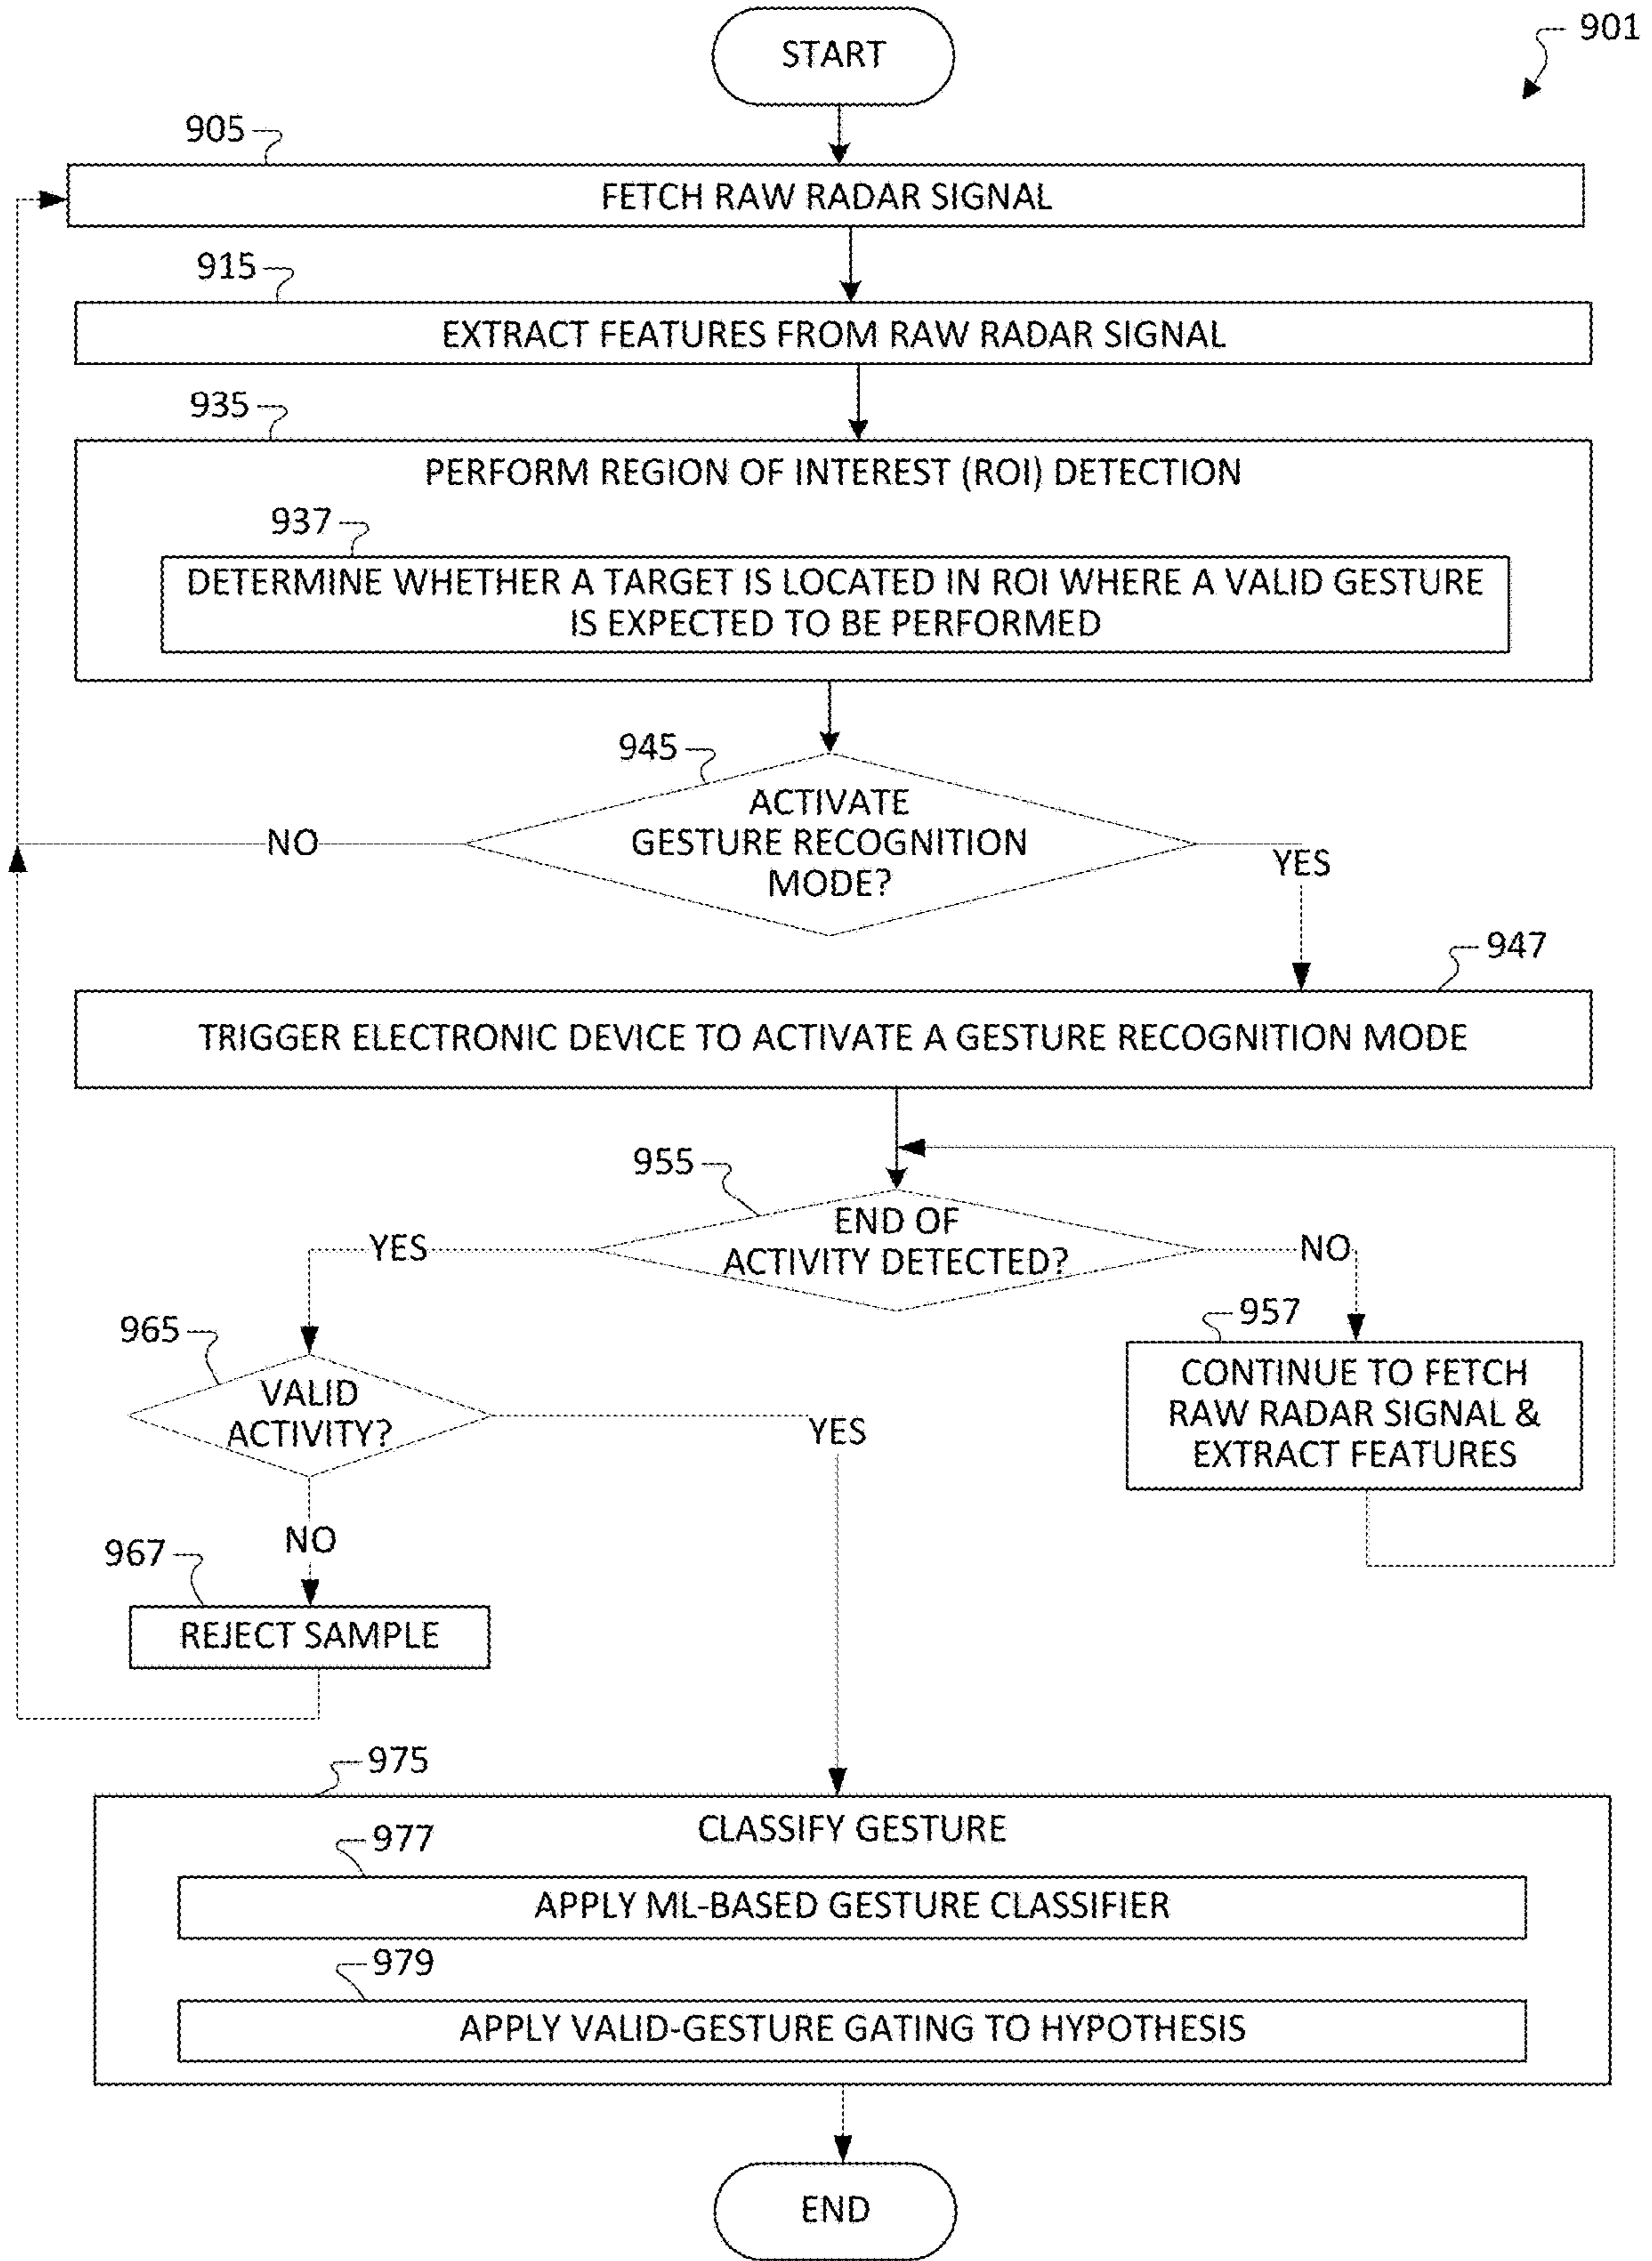 START
901
905
FETCH RAW RADAR SIGNAL
915
EXTRACT FEATURES FROM RAW RADAR SIGNAL
935
PERFORM REGION OF INTEREST (ROI) DETECTION
937
DETERMINE WHETHER A TARGET IS LOCATED IN ROI WHERE A VALID GESTURE
IS EXPECTED TO BE PERFORMED
945
ACTIVATE
GESTURE RECOGNITION
MODE?
NO
YES
947
TRIGGER ELECTRONIC DEVICE TO ACTIVATE A GESTURE RECOGNITION MODE
955
END OF
ACTIVITY DETECTED?
YES
NO
957
CONTINUE TO FETCH
RAW RADAR SIGNAL &
EXTRACT FEATURES
965
VALID
ACTIVITY?
YES
NO
967
REJECT SAMPLE
975
CLASSIFY GESTURE
977
APPLY ML-BASED GESTURE CLASSIFIER
979
APPLY VALID-GESTURE GATING TO HYPOTHESIS
END